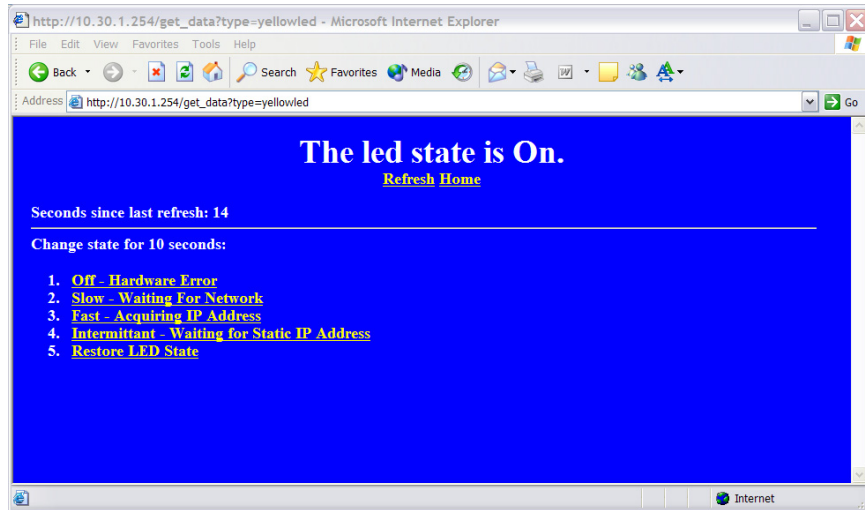 http://10.30.1.254/get_data?type=yellowled - Microsoft Internet Explorer
File Edit View Favorites Tools Help
Back Search Favorites Media
Address http://10.30.1.254/get_data?type=yellowled Go
The led state is On.
Refresh Home
Seconds since last refresh: 14
Change state for 10 seconds:
1. Off - Hardware Error
2. Slow - Waiting For Network
3. Fast - Acquiring IP Address
4. Intermittant - Waiting for Static IP Address
5. Restore LED State
Internet